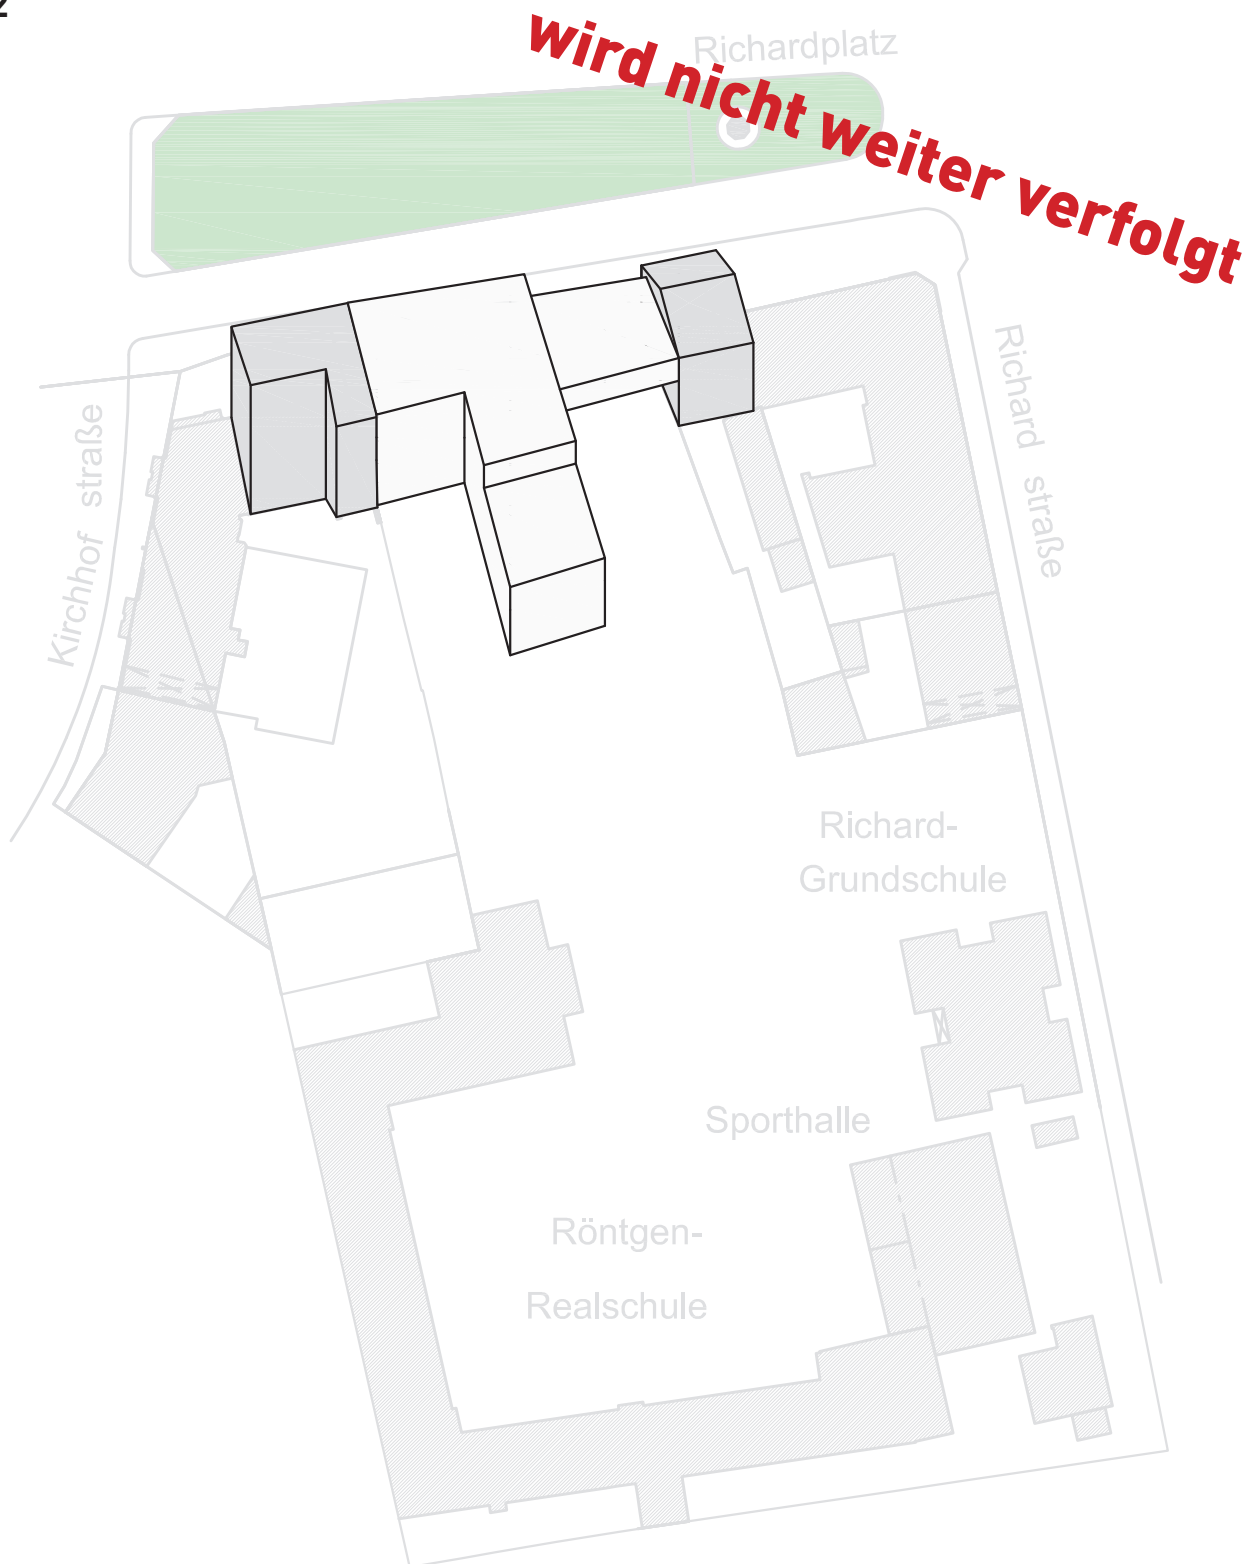 wird nicht weiter verfolgt
Richardplatz
Richard straße
Kirchhof straße
Richard-
Grundschule
Sporthalle
Röntgen-
Realschule